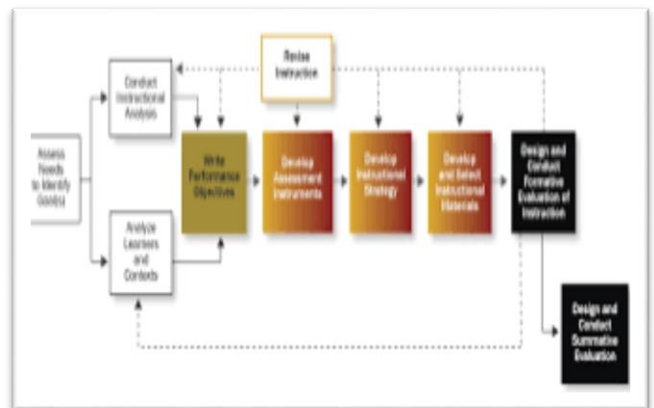 Revise
Instruction
Conduct
Instructional
Analysis
Assess
Needs
to Identify
Goal(s)
Write
Performance
Objectives
Develop
Assessment
Instruments
Develop
Instructional
Strategy
Develop
and Select
Instructional
Materials
Design and
Conduct
Formative
Evaluation of
Instruction
Analyze
Learners
and
Contexts
Design and
Conduct
Summative
Evaluation